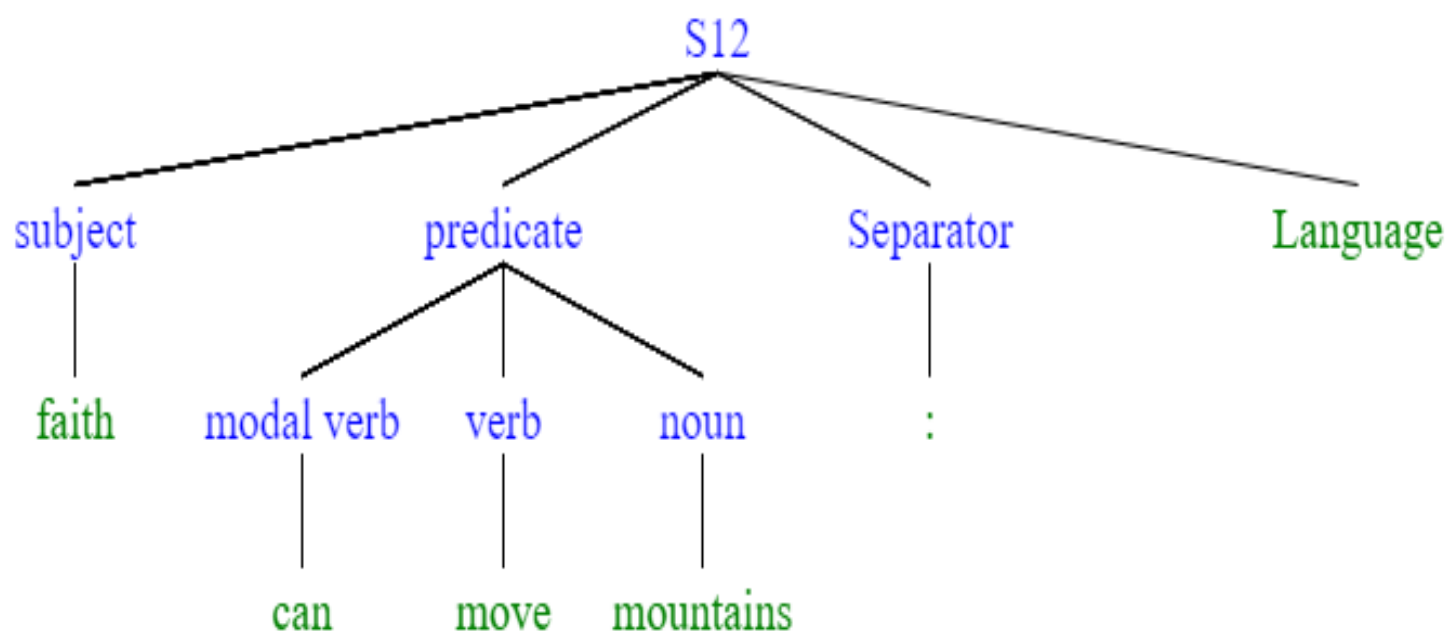 S12
subject predicate Separator Language
faith modal verb verb noun :
can move mountains